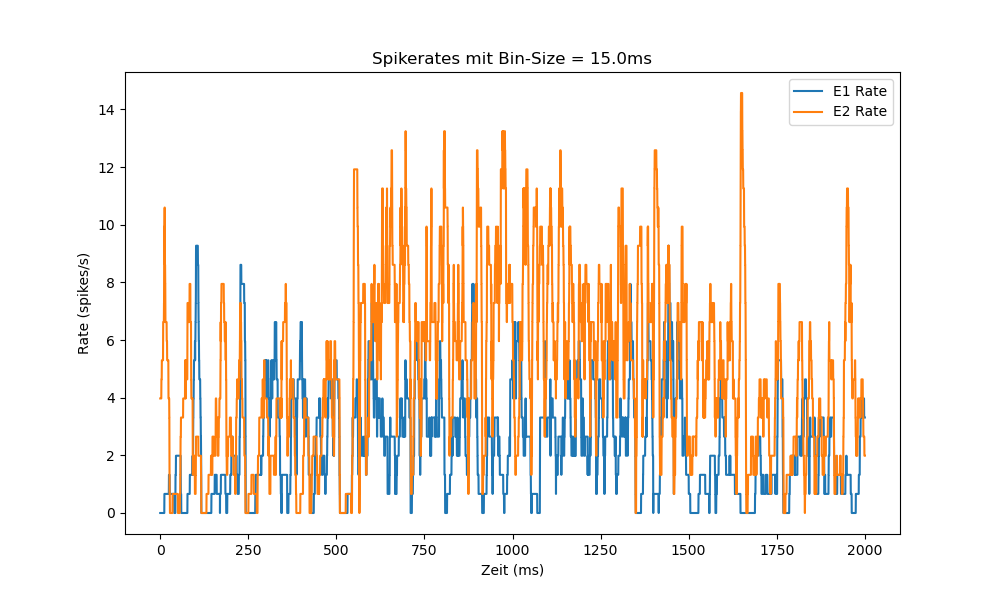 Spikerates mit Bin-Size = 15.0ms
E1 Rate
E2 Rate
14
12
10
8
6
4
2
0
Rate (spikes/s)
0 250 500 750 1000 1250 1500 1750 2000
Zeit (ms)